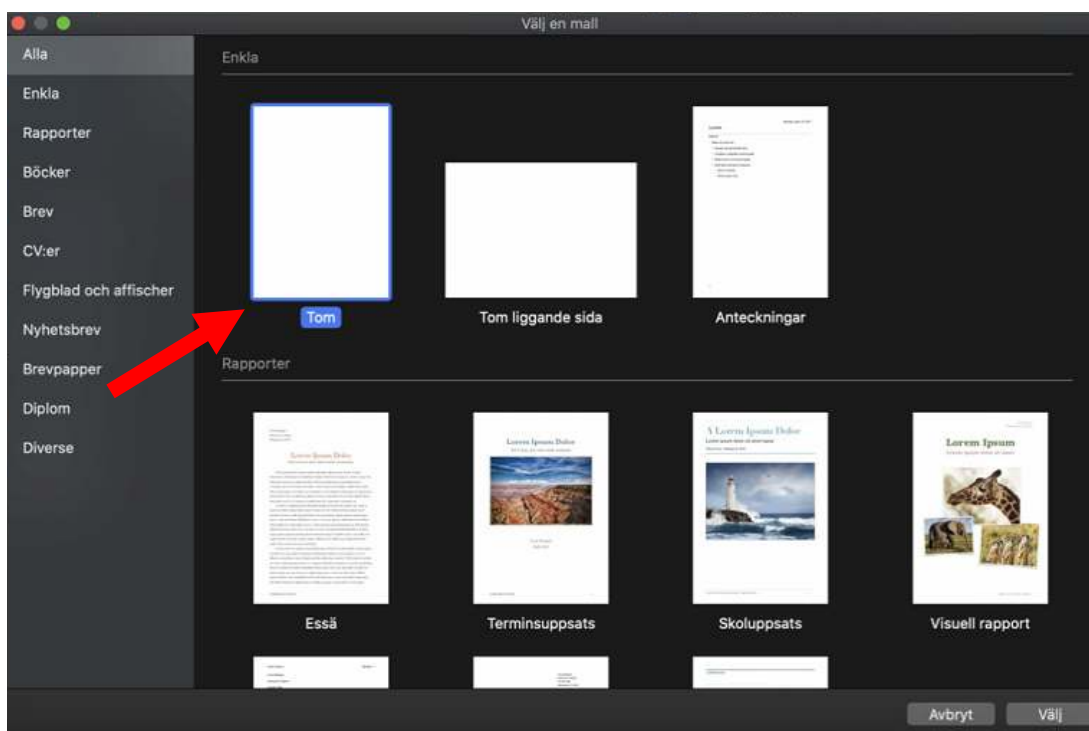 Välj en mall
Alla
Enkla
Rapporter
Böcker
Brev
CV:er
Flygblad och affischer
Nyhetsbrev
Brevpapper
Diplom
Diverse
Enkla
Tom
Tom liggande sida
Anteckningar
Rapporter
Lorem Ipsum Dolor
Lorem Ipsum Dolor
A Lorem Ipsum Dolor
Lorem Ipsum
Essä
Terminsuppsats
Skoluppsats
Visuell rapport
Avbryt
Välj